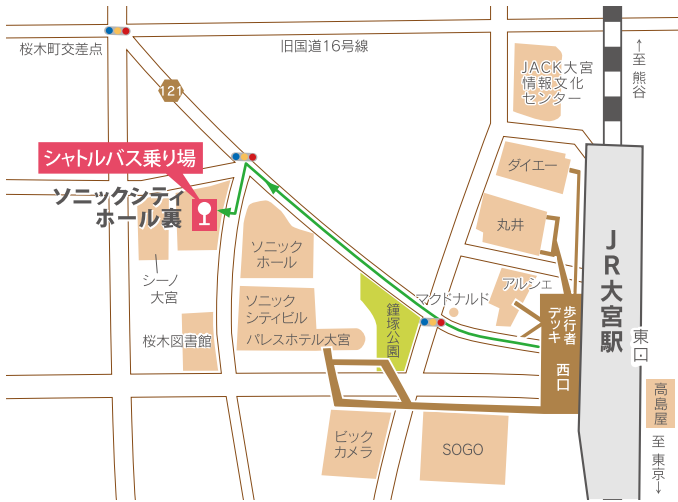 桜木町交差点
旧国道16号線
↑至 熊谷
JACK大宮
情報文化
センター
121
シャトルバス乗り場
ソニックシティ
ホール裏
ダイエー
丸井
JR大宮駅
シーノ
大宮
ソニック
ホール
アルシェ
マクドナルド
ソニック
シティビル
パレスホテル大宮
鐘塚公園
歩行者
デッキ
西口
東口
桜木図書館
高島屋
至 東京↓
ビック
カメラ
SOGO